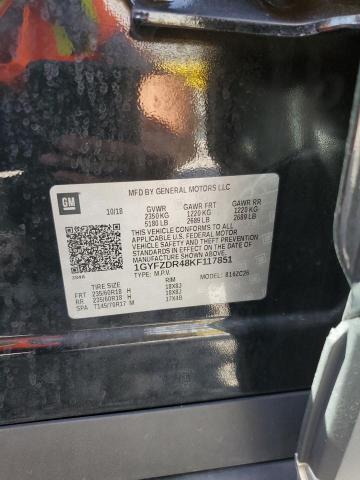 MFD BY GENERAL MOTORS LLC
GM
10/18 GVWR GAWR FRT GAWR RR
2350 KG 1220 KG 1220 KG
5180 LB 2689 LB 2689 LB
THIS VEHICLE CONFORMS TO ALL
APPLICABLE U.S. FEDERAL MOTOR
VEHICLE SAFETY AND THEFT
PREVENTION STANDARDS IN EFFECT
ON THE DATE OF MANUFACTURE
SHOWN ABOVE.
1GYFZDR48KF117851
TYPE: M.P.V. MODEL: 814ZC26
TIRE SIZE RIM
FRT 235/60R18 H 18X8J
RR 235/60R18 H 18X8J
SPA T145/70R17 M 17X4B